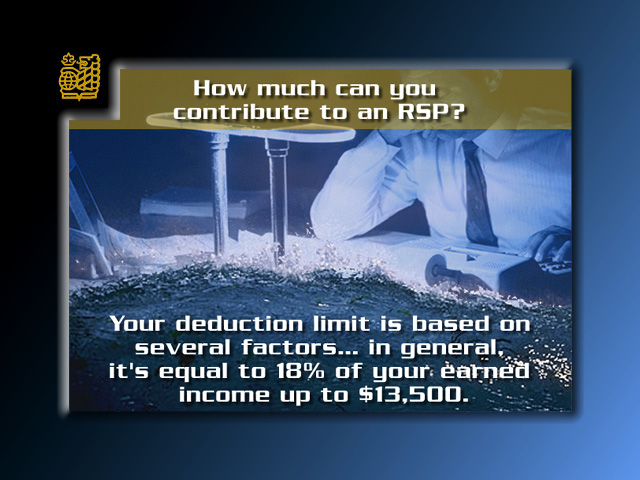 How much can you
contribute to an RSP?
Your deduction limit is based on
several factors... in general,
it's equal to 18% of your earned
income up to $13,500.